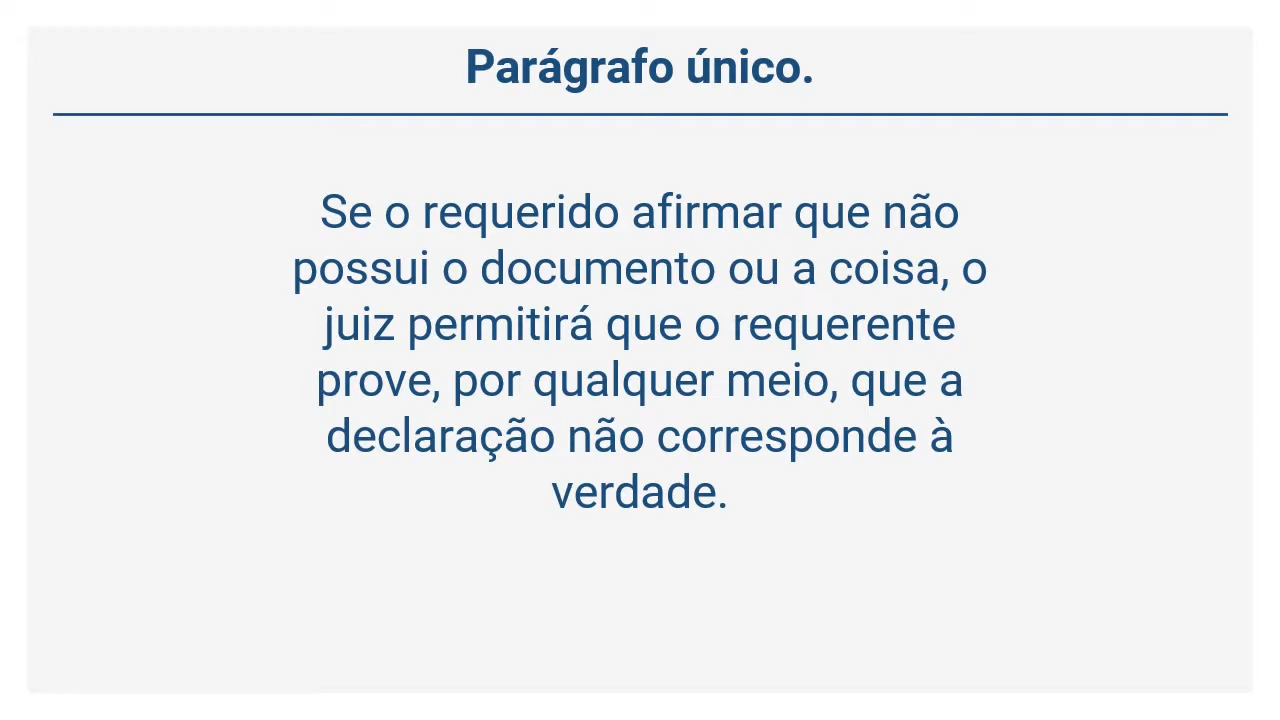 Parágrafo único.
Se o requerido afirmar que não
possui o documento ou a coisa, o
juiz permitirá que o requerente
prove, por qualquer meio, que a
declaração não corresponde à
verdade.